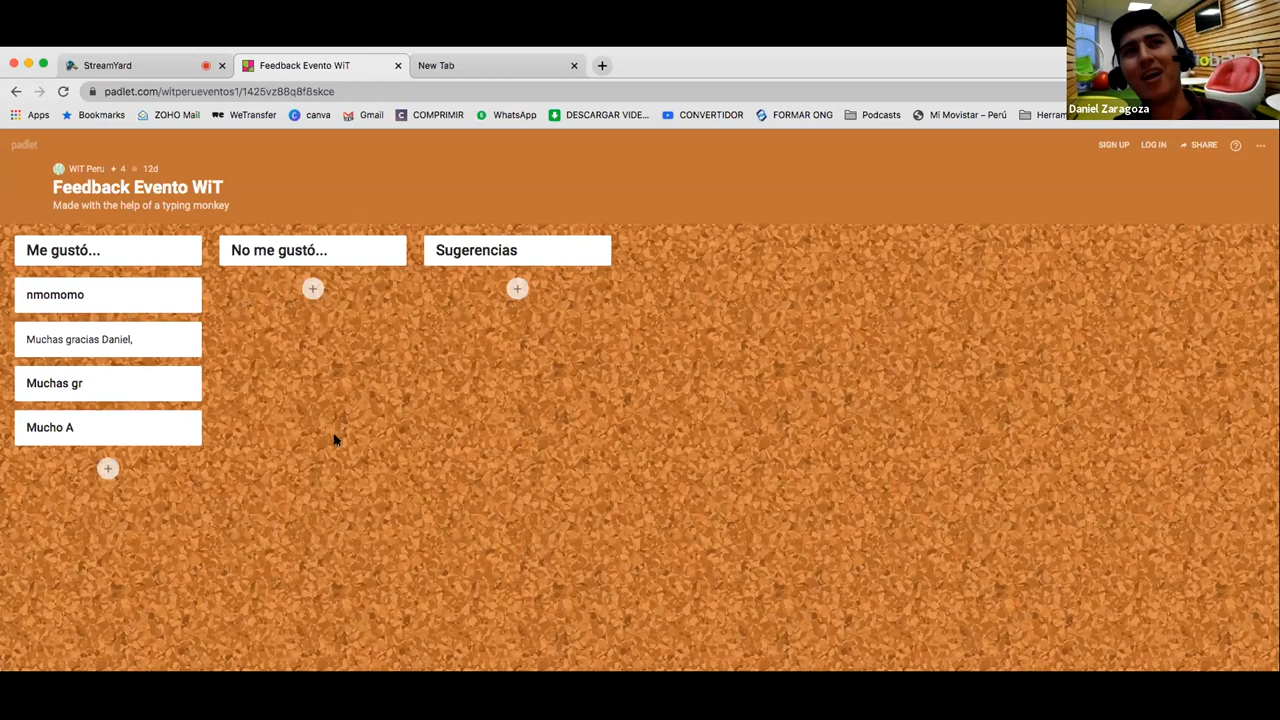 StreamYard
Feedback Evento WiT
New Tab
padlet.com/witperueventos1/1425vz88q8f8skce
Apps
Bookmarks
ZOHO Mail
WeTransfer
canva
Gmail
COMPRIMIR
WhatsApp
DESCARGAR VIDE...
CONVERTIDOR
FORMAR ONG
Podcasts
Mi Movistar – Perú
Herram
Daniel Zaragoza
padlet
SIGN UP
LOG IN
SHARE
WiT Peru + 4 12d
Feedback Evento WiT
Made with the help of a typing monkey
Me gustó...
No me gustó...
Sugerencias
nmomomo
Muchas gracias Daniel,
Muchas gr
Mucho A